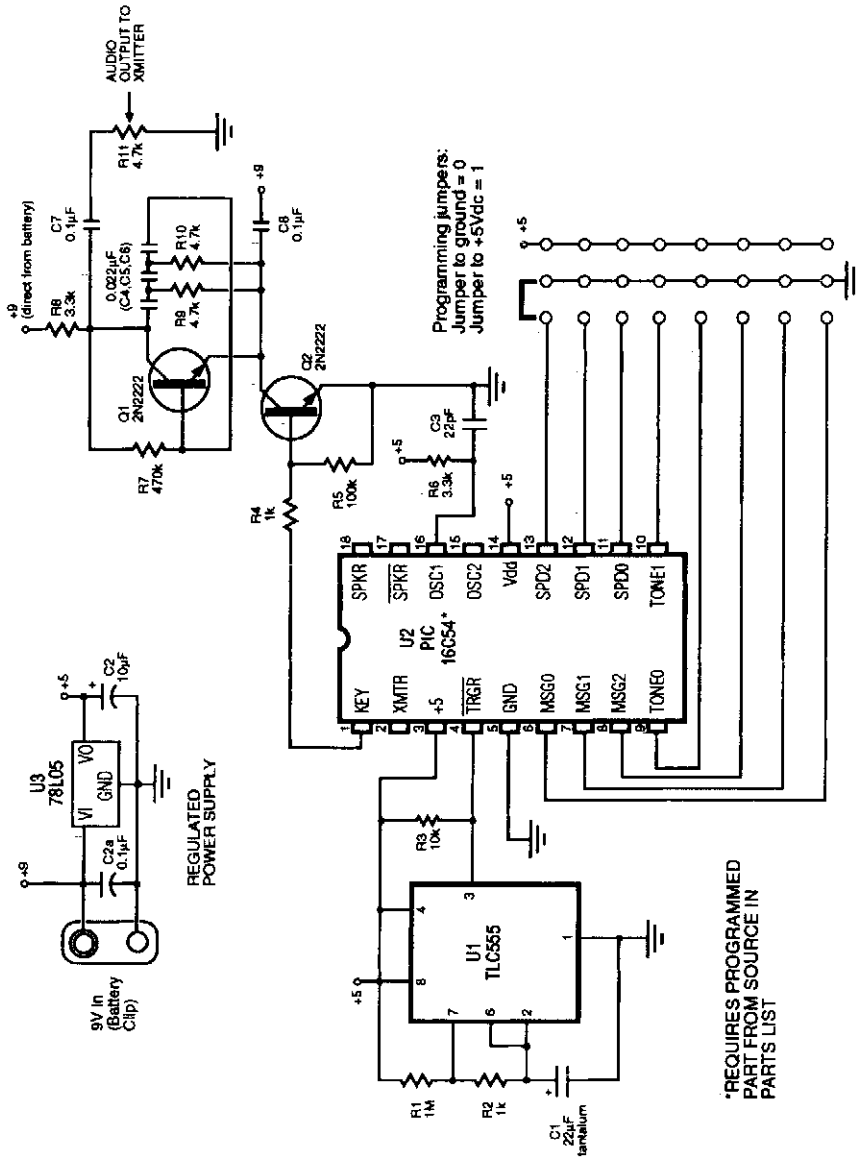 9V In
(Battery
Clip)
+9
C2a
0.1µF
U3
78L05
VI
VO
GND
+5
+
C2
10µF
REGULATED
POWER SUPPLY
+9
(direct from battery)
R8
3.3k
C7
0.1µF
AUDIO
OUTPUT TO
XMITTER
R11
4.7k
Q1
2N2222
R7
470k
0.022µF
(C4,C5,C6)
R10
4.7k
R9
4.7k
+9
C8
0.1µF
Q2
2N2222
R4
1k
R5
100k
+5
R6
3.3k
C3
22pF
+5
U2
PIC
16C54*
1
KEY
2
XMTR
3
+5
4
TRGR
5
GND
6
MSG0
7
MSG1
8
MSG2
9
TONE0
18
SPKR
17
SPKR
16
OSC1
15
OSC2
14
Vdd
13
SPD2
12
SPD1
11
SPD0
10
TONE1
Programming jumpers:
Jumper to ground = 0
Jumper to +5Vdc = 1
+5
+5
R3
10k
U1
TLC555
8
4
7
6
2
3
1
R1
1M
R2
1k
+
C1
22µF
tantalum
*REQUIRES PROGRAMMED
PART FROM SOURCE IN
PARTS LIST